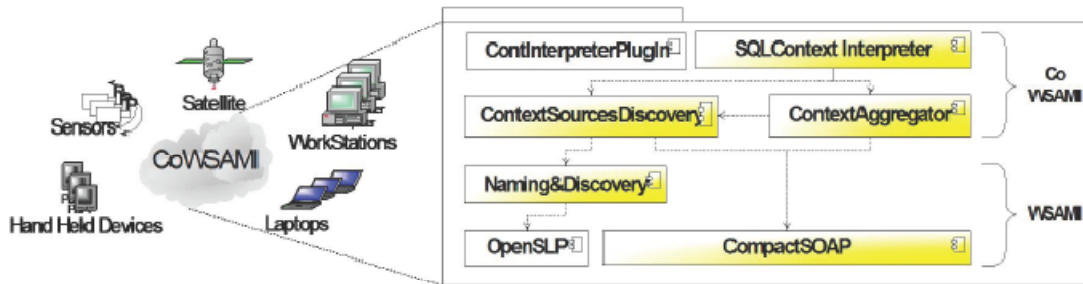 ContInterpreterPlugIn
SQLContext Interpreter
Co
WSAMI
Satellite
Sensors
ContextSourcesDiscovery
ContextAggregator
WorkStations
CoWSAMI
Naming&Discovery
WSAMI
Hand Held Devices
Laptops
OpenSLP
CompactSOAP